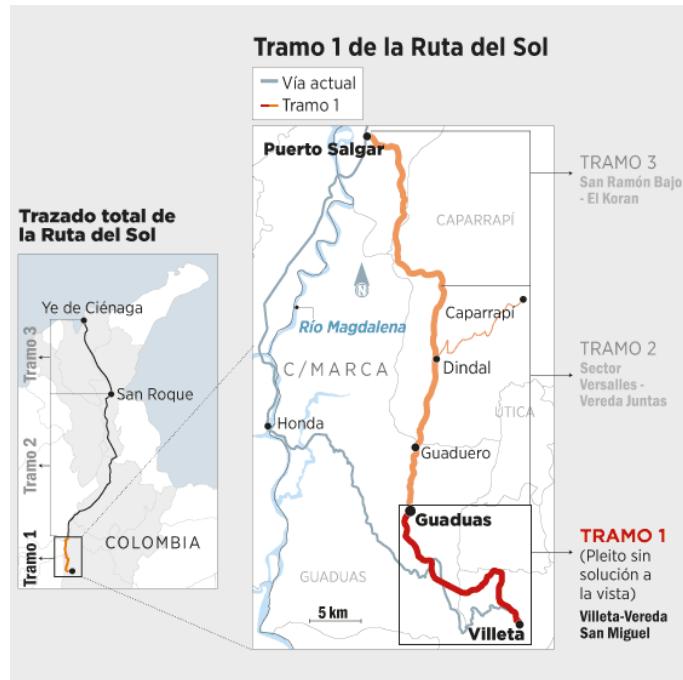 Tramo 1 de la Ruta del Sol
Vía actual
Tramo 1
Puerto Salgar
CAPARRAPÍ
TRAMO 3
San Ramón Bajo
- El Koran
Trazado total de
la Ruta del Sol
Ye de Ciénaga
San Roque
Tramo 3
Tramo 2
Tramo 1
COLOMBIA
N
Río Magdalena
Caparrapí
C/MARCA
Dindal
TRAMO 2
Sector
Versalles -
Vereda Juntas
ÚTICA
Honda
Guaduero
Guaduas
GUADUAS
5 km
Villeta
TRAMO 1
(Pleito sin
solución a
la vista)
Villeta-Vereda
San Miguel